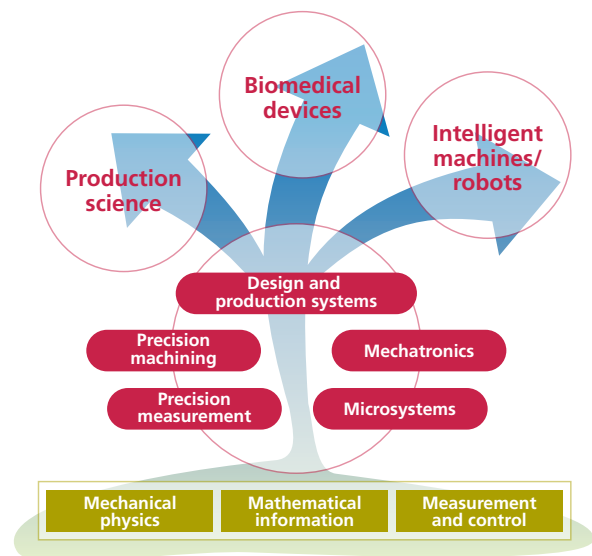 Biomedical
devices
Intelligent
machines/
robots
Production
science
Design and
production systems
Precision
machining
Mechatronics
Precision
measurement
Microsystems
Mechanical
physics
Mathematical
information
Measurement
and control